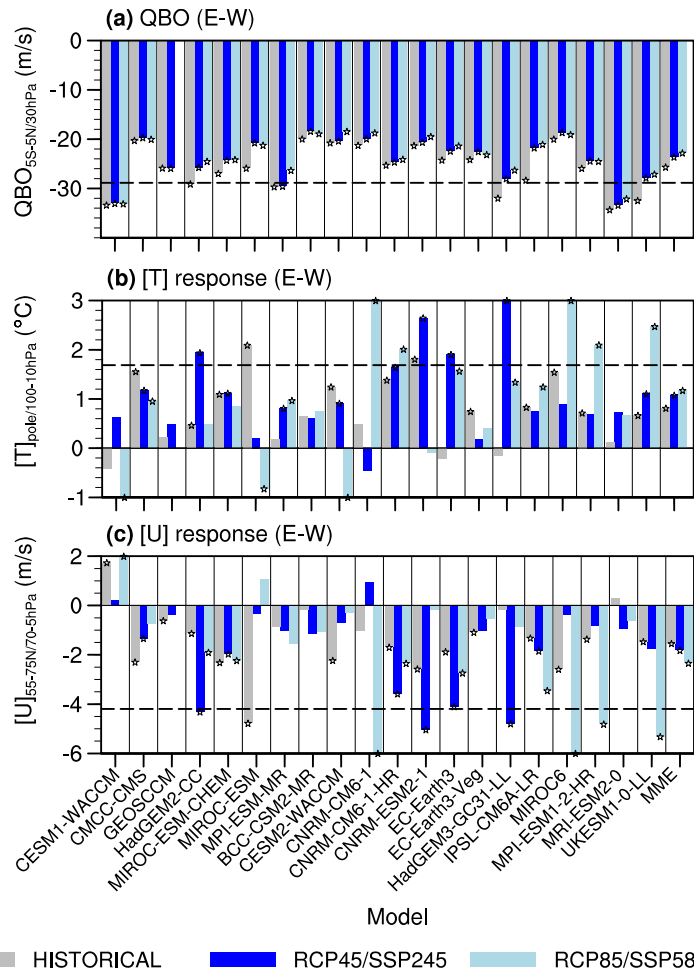 (a) QBO (E-W)
QBO5S-5N/30hPa (m/s)
0
-10
-20
-30
(b) [T] response (E-W)
[T]pole/100-10hPa (°C)
3
2
1
0
-1
(c) [U] response (E-W)
[U]55-75N/70-5hPa (m/s)
2
0
-2
-4
-6
CESM1-WACCM
CMCC-CMS
GEOSCCM
HadGEM2-CC
MIROC-ESM-CHEM
MIROC-ESM
MPI-ESM-MR
BCC-CSM2-MR
CESM2-WACCM
CNRM-CM6-1
CNRM-CM6-1-HR
CNRM-ESM2-1
EC-Earth3
EC-Earth3-Veg
HadGEM3-GC31-LL
IPSL-CM6A-LR
MIROC6
MPI-ESM1-2-HR
MRI-ESM2-0
UKESM1-0-LL
MME
Model
HISTORICAL RCP45/SSP245 RCP85/SSP58